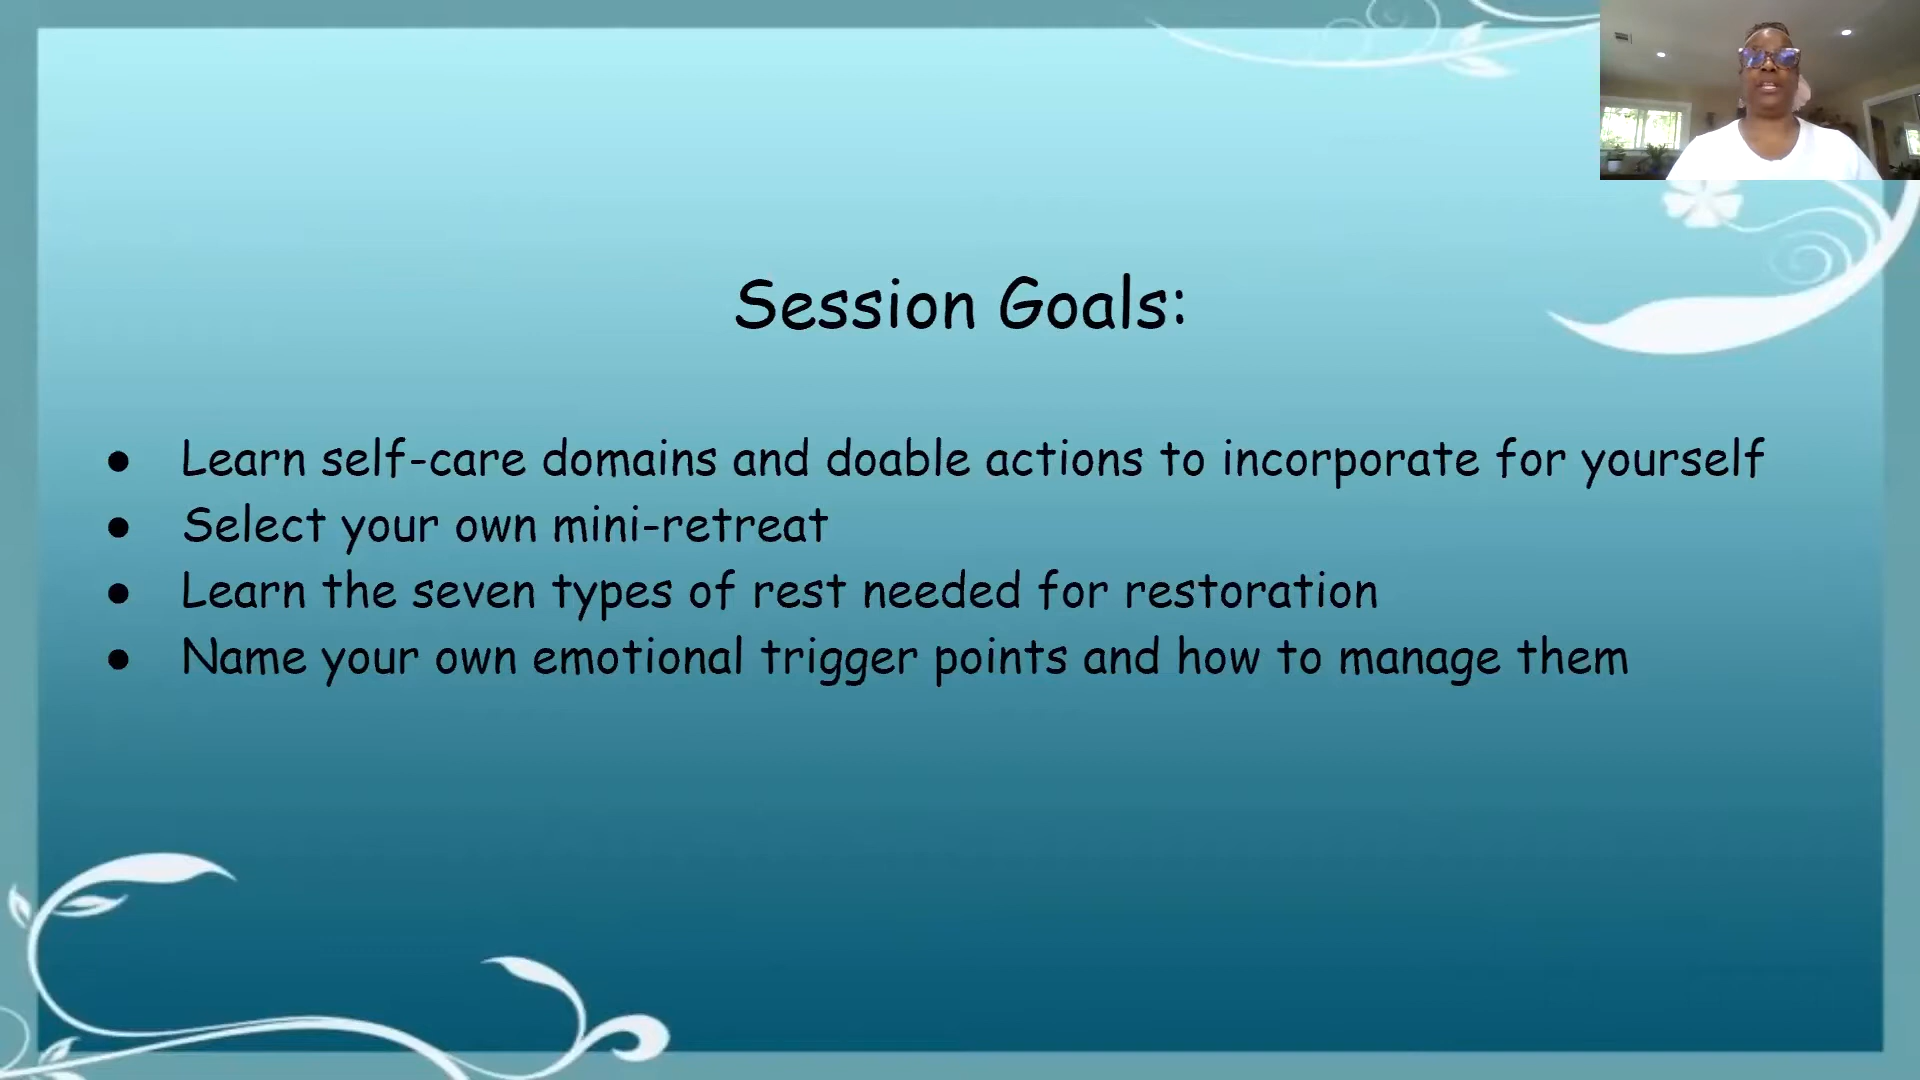 Session Goals:
● Learn self-care domains and doable actions to incorporate for yourself
● Select your own mini-retreat
● Learn the seven types of rest needed for restoration
● Name your own emotional trigger points and how to manage them